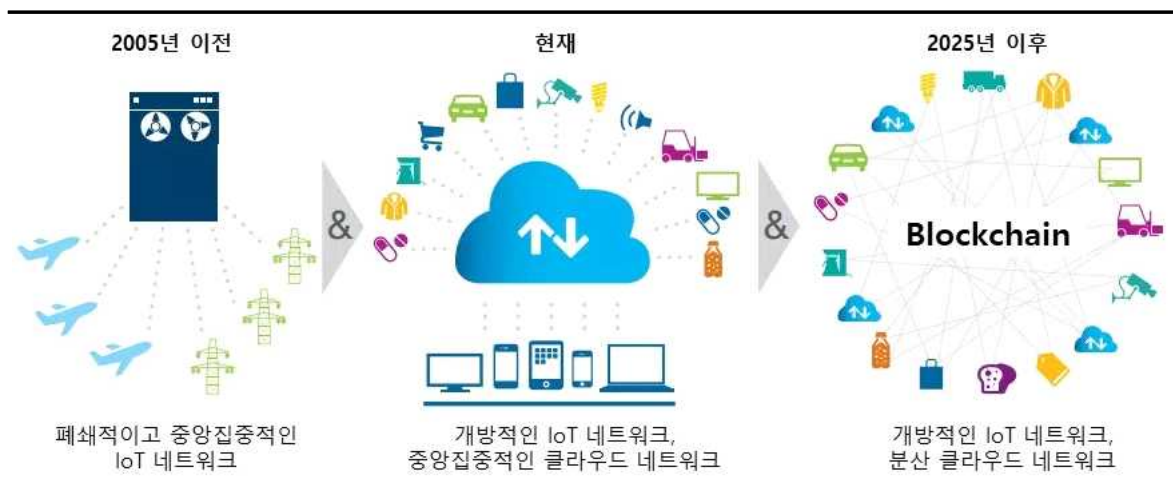 2005년 이전
현재
2025년 이후
&
&
Blockchain
폐쇄적이고 중앙집중적인
IoT 네트워크
개방적인 IoT 네트워크,
중앙집중적인 클라우드 네트워크
개방적인 IoT 네트워크,
분산 클라우드 네트워크